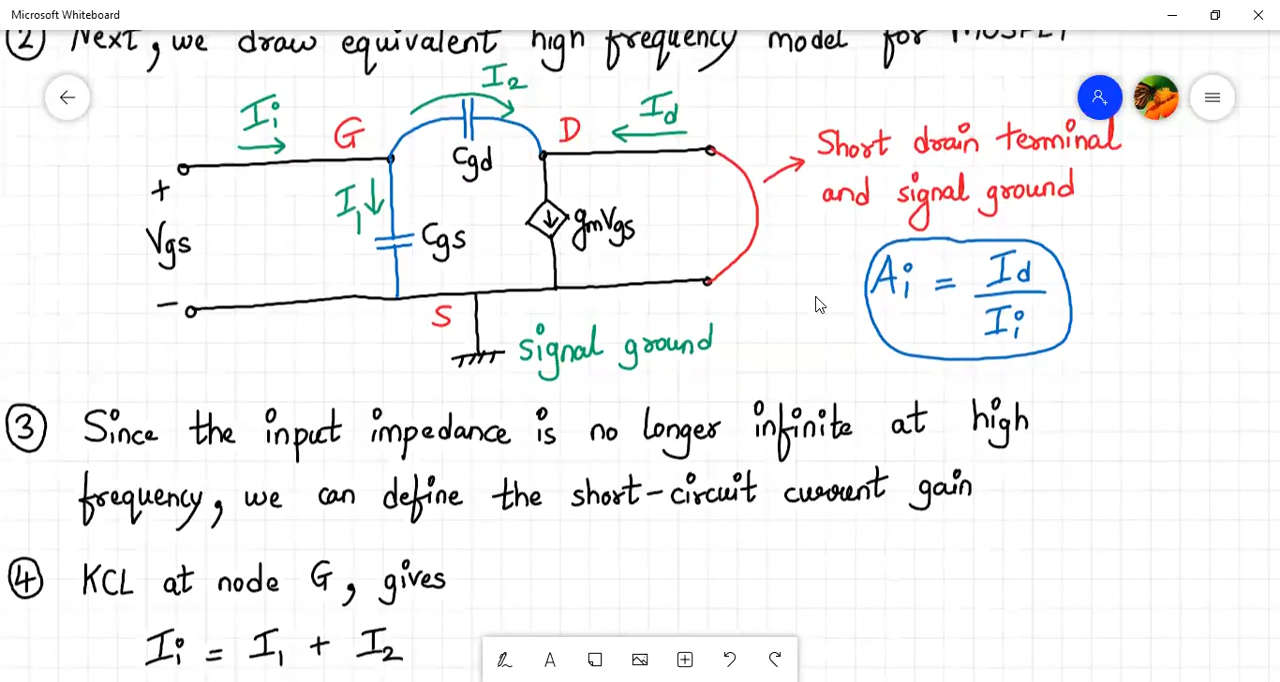 Microsoft Whiteboard
② Next, we draw equivalent high frequency model for MOSFET
I2
Ii
G
D
Id
Cgd
Short drain terminal
and signal ground
+
Vgs
-
I1
Cgs
gmVgs
Ai = Id / Ii
S
signal ground
③ Since the input impedance is no longer infinite at high
frequency, we can define the short-circuit current gain
④ KCL at node G, gives
Ii = I1 + I2
A